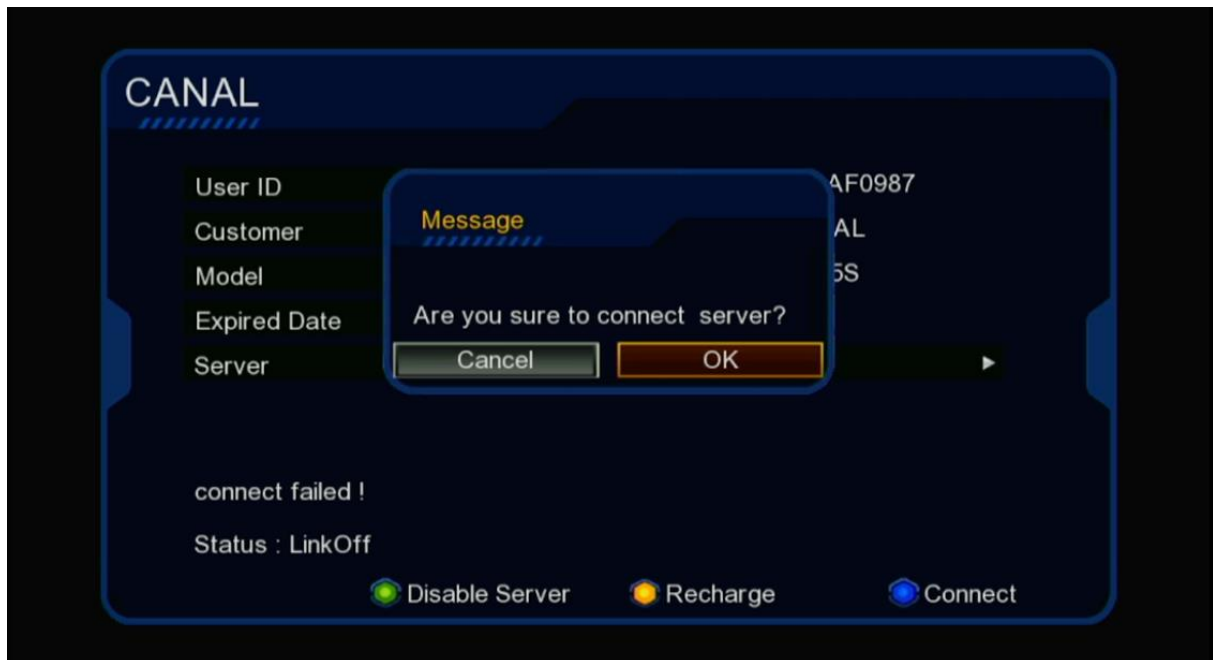 CANAL
User ID AF0987
Message
Customer AL
Model 5S
Are you sure to connect server?
Expired Date
Cancel OK
Server
connect failed !
Status : LinkOff
Disable Server Recharge Connect